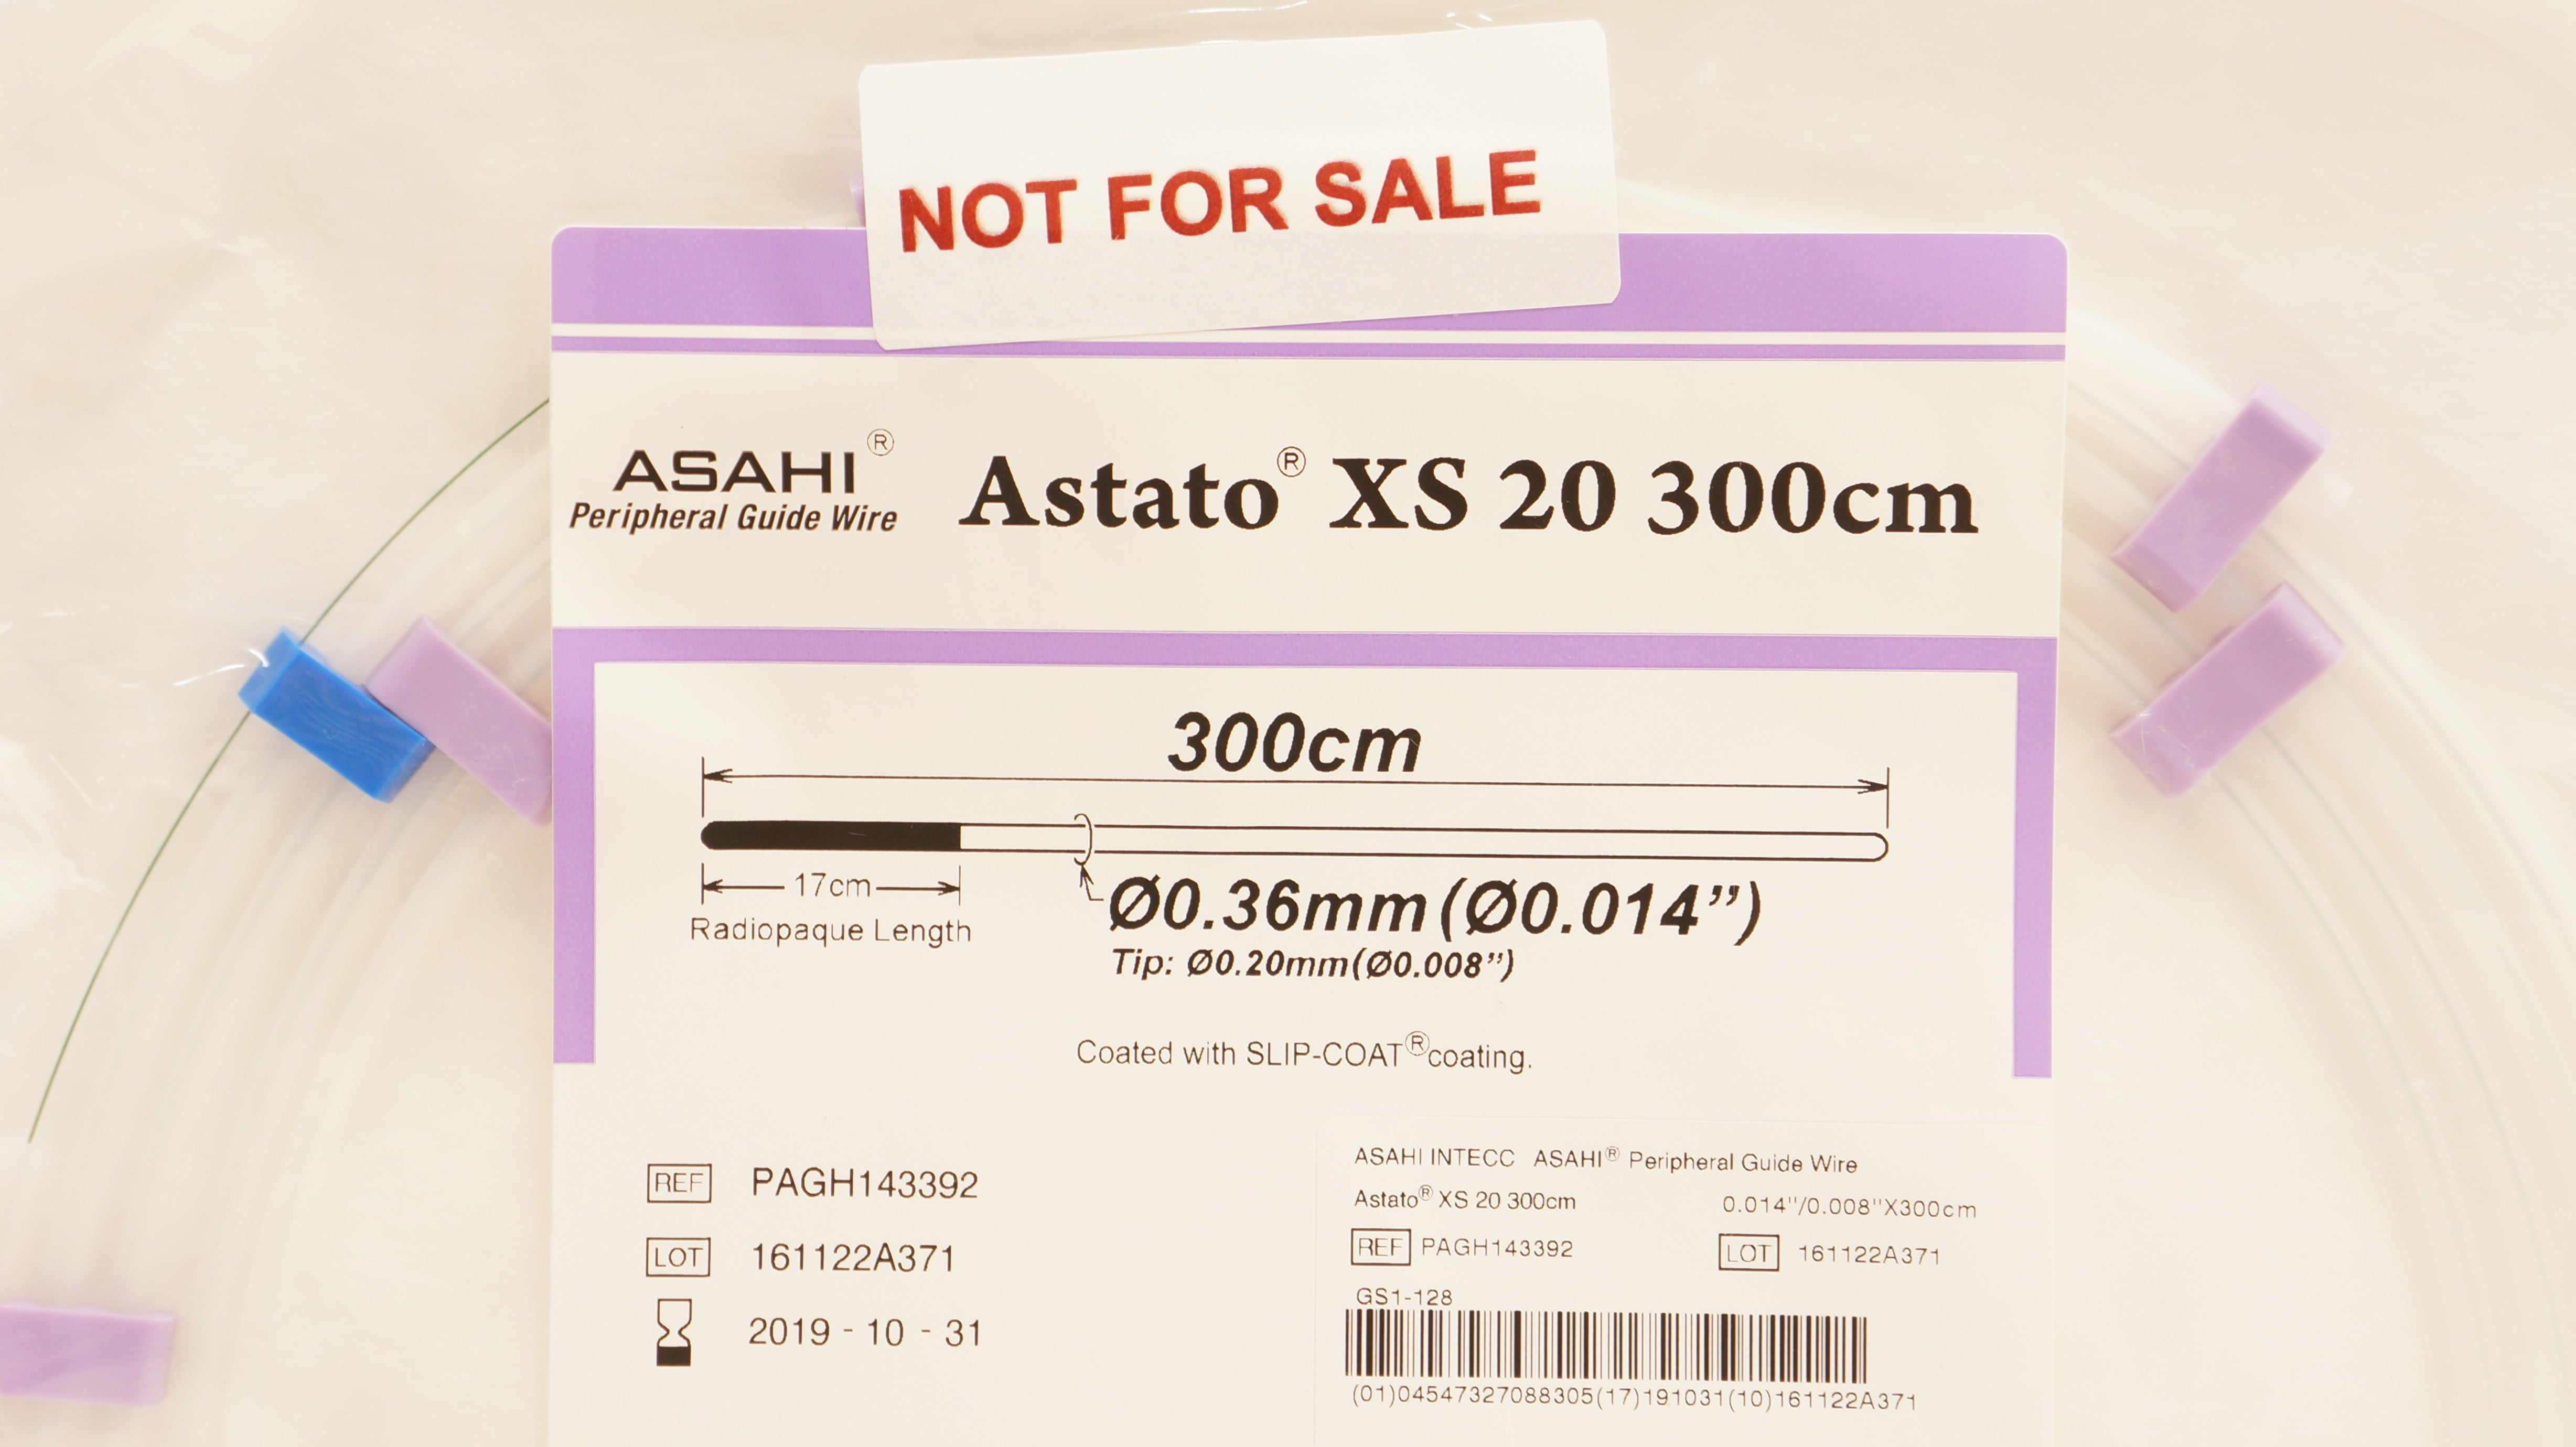 NOT FOR SALE
ASAHI®
Peripheral Guide Wire
Astato® XS 20 300cm
300cm
17cm
Radiopaque Length
Ø0.36mm(Ø0.014”)
Tip: Ø0.20mm(Ø0.008”)
Coated with SLIP-COAT®coating.
REF PAGH143392
LOT 161122A371
2019 - 10 - 31
ASAHI INTECC ASAHI® Peripheral Guide Wire
Astato® XS 20 300cm 0.014"/0.008"X300cm
REF PAGH143392 LOT 161122A371
GS1-128
(01)04547327088305(17)191031(10)161122A371